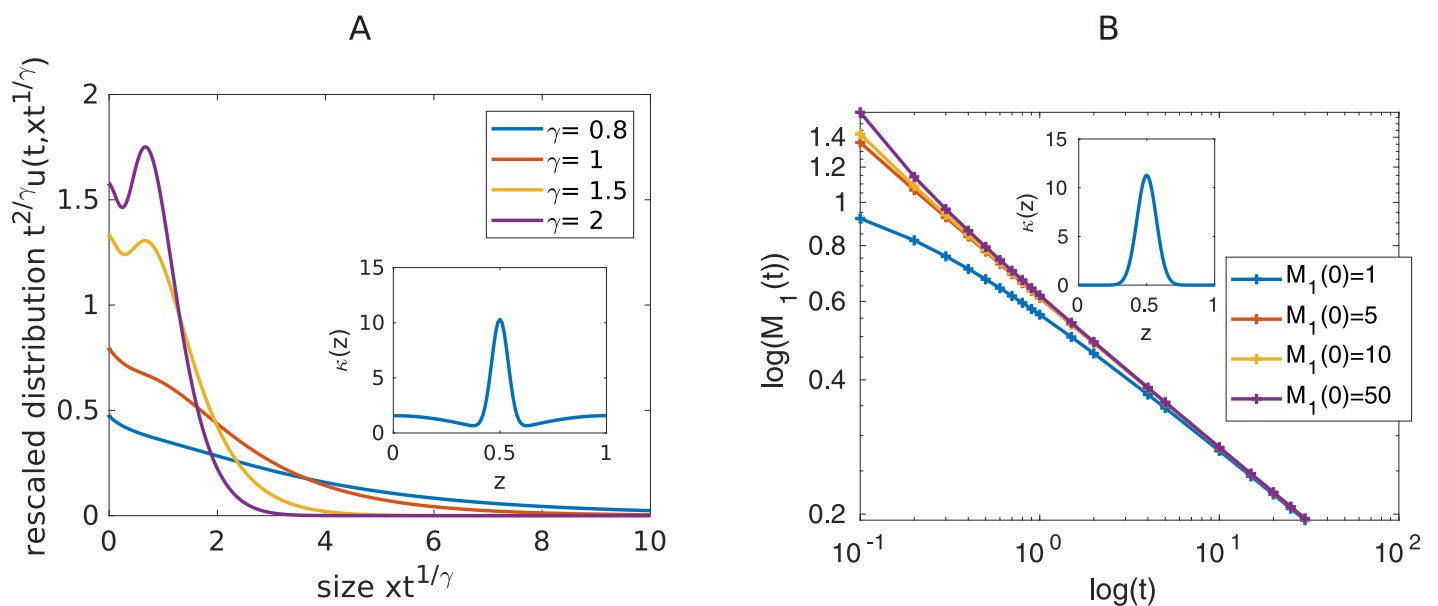 A
rescaled distribution t^{2/γ}u(t,xt^{1/γ})
2
1.5
1
0.5
0
0 2 4 6 8 10
size xt^{1/γ}
γ= 0.8
γ= 1
γ= 1.5
γ= 2
κ(z)
15
10
5
0
0 0.5 1
z
B
log(M_1(t))
1.4
1.2
1
0.8
0.6
0.4
0.2
10^{-1} 10^0 10^1 10^2
log(t)
κ(z)
15
10
5
0
0 0.5 1
z
M_1(0)=1
M_1(0)=5
M_1(0)=10
M_1(0)=50